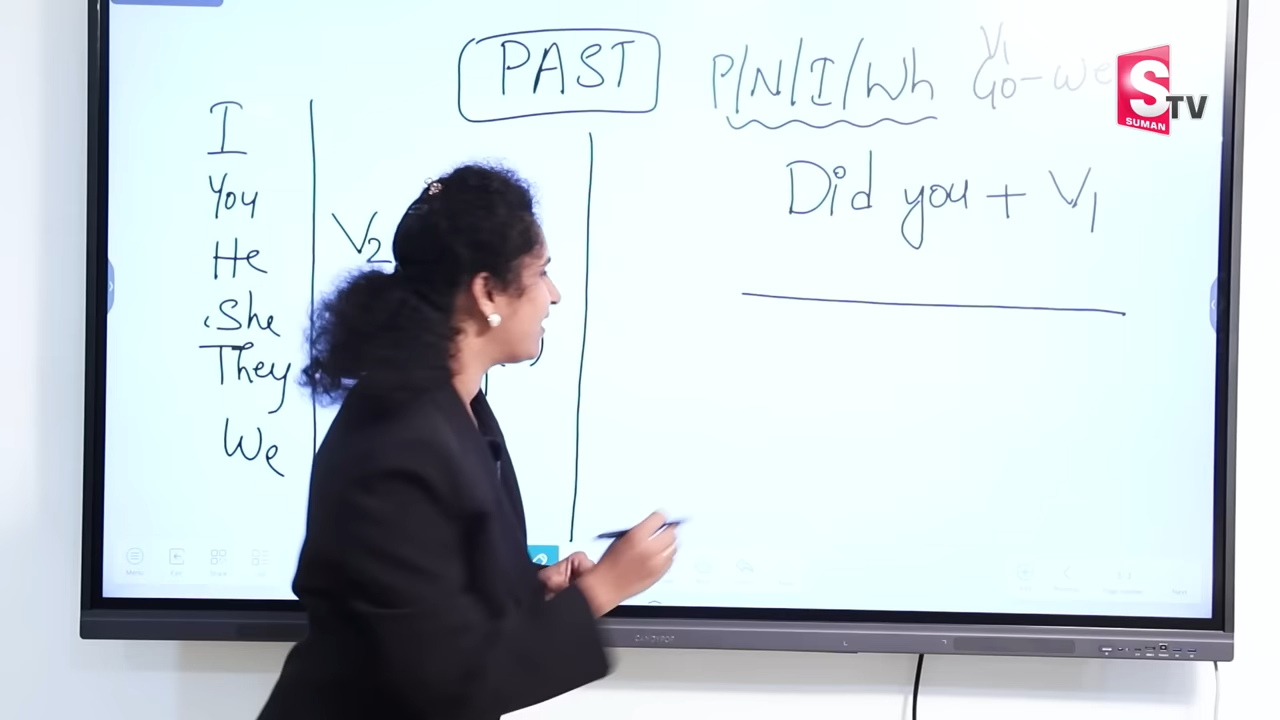 PAST
P/N/I/Wh
V1
Go-we
STV
SUMAN
I
You
He
She
They
We
V2
Did you + V1